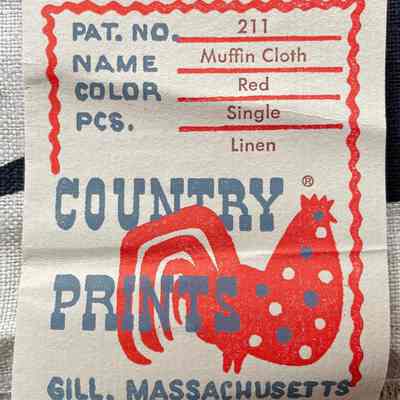 PAT. NO. 211
NAME Muffin Cloth
COLOR Red
PCS. Single
Linen
COUNTRY ®
PRINTS
GILL, MASSACHUSETTS